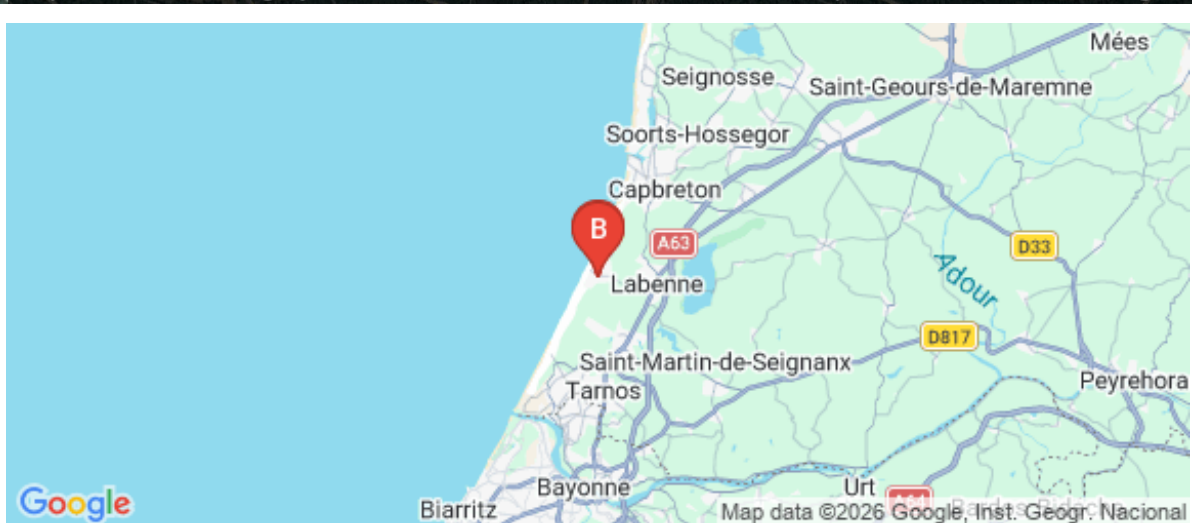 Mées
Seignosse
Saint-Geours-de-Maremne
Soorts-Hossegor
Capbreton
B
A63
D33
Adour
Labenne
D817
Saint-Martin-de-Seignanx
Peyrehora
Tarnos
Bayonne
Urt
A64
Google
Biarritz
Map data ©2026 Google, Inst. Geogr. Nacional